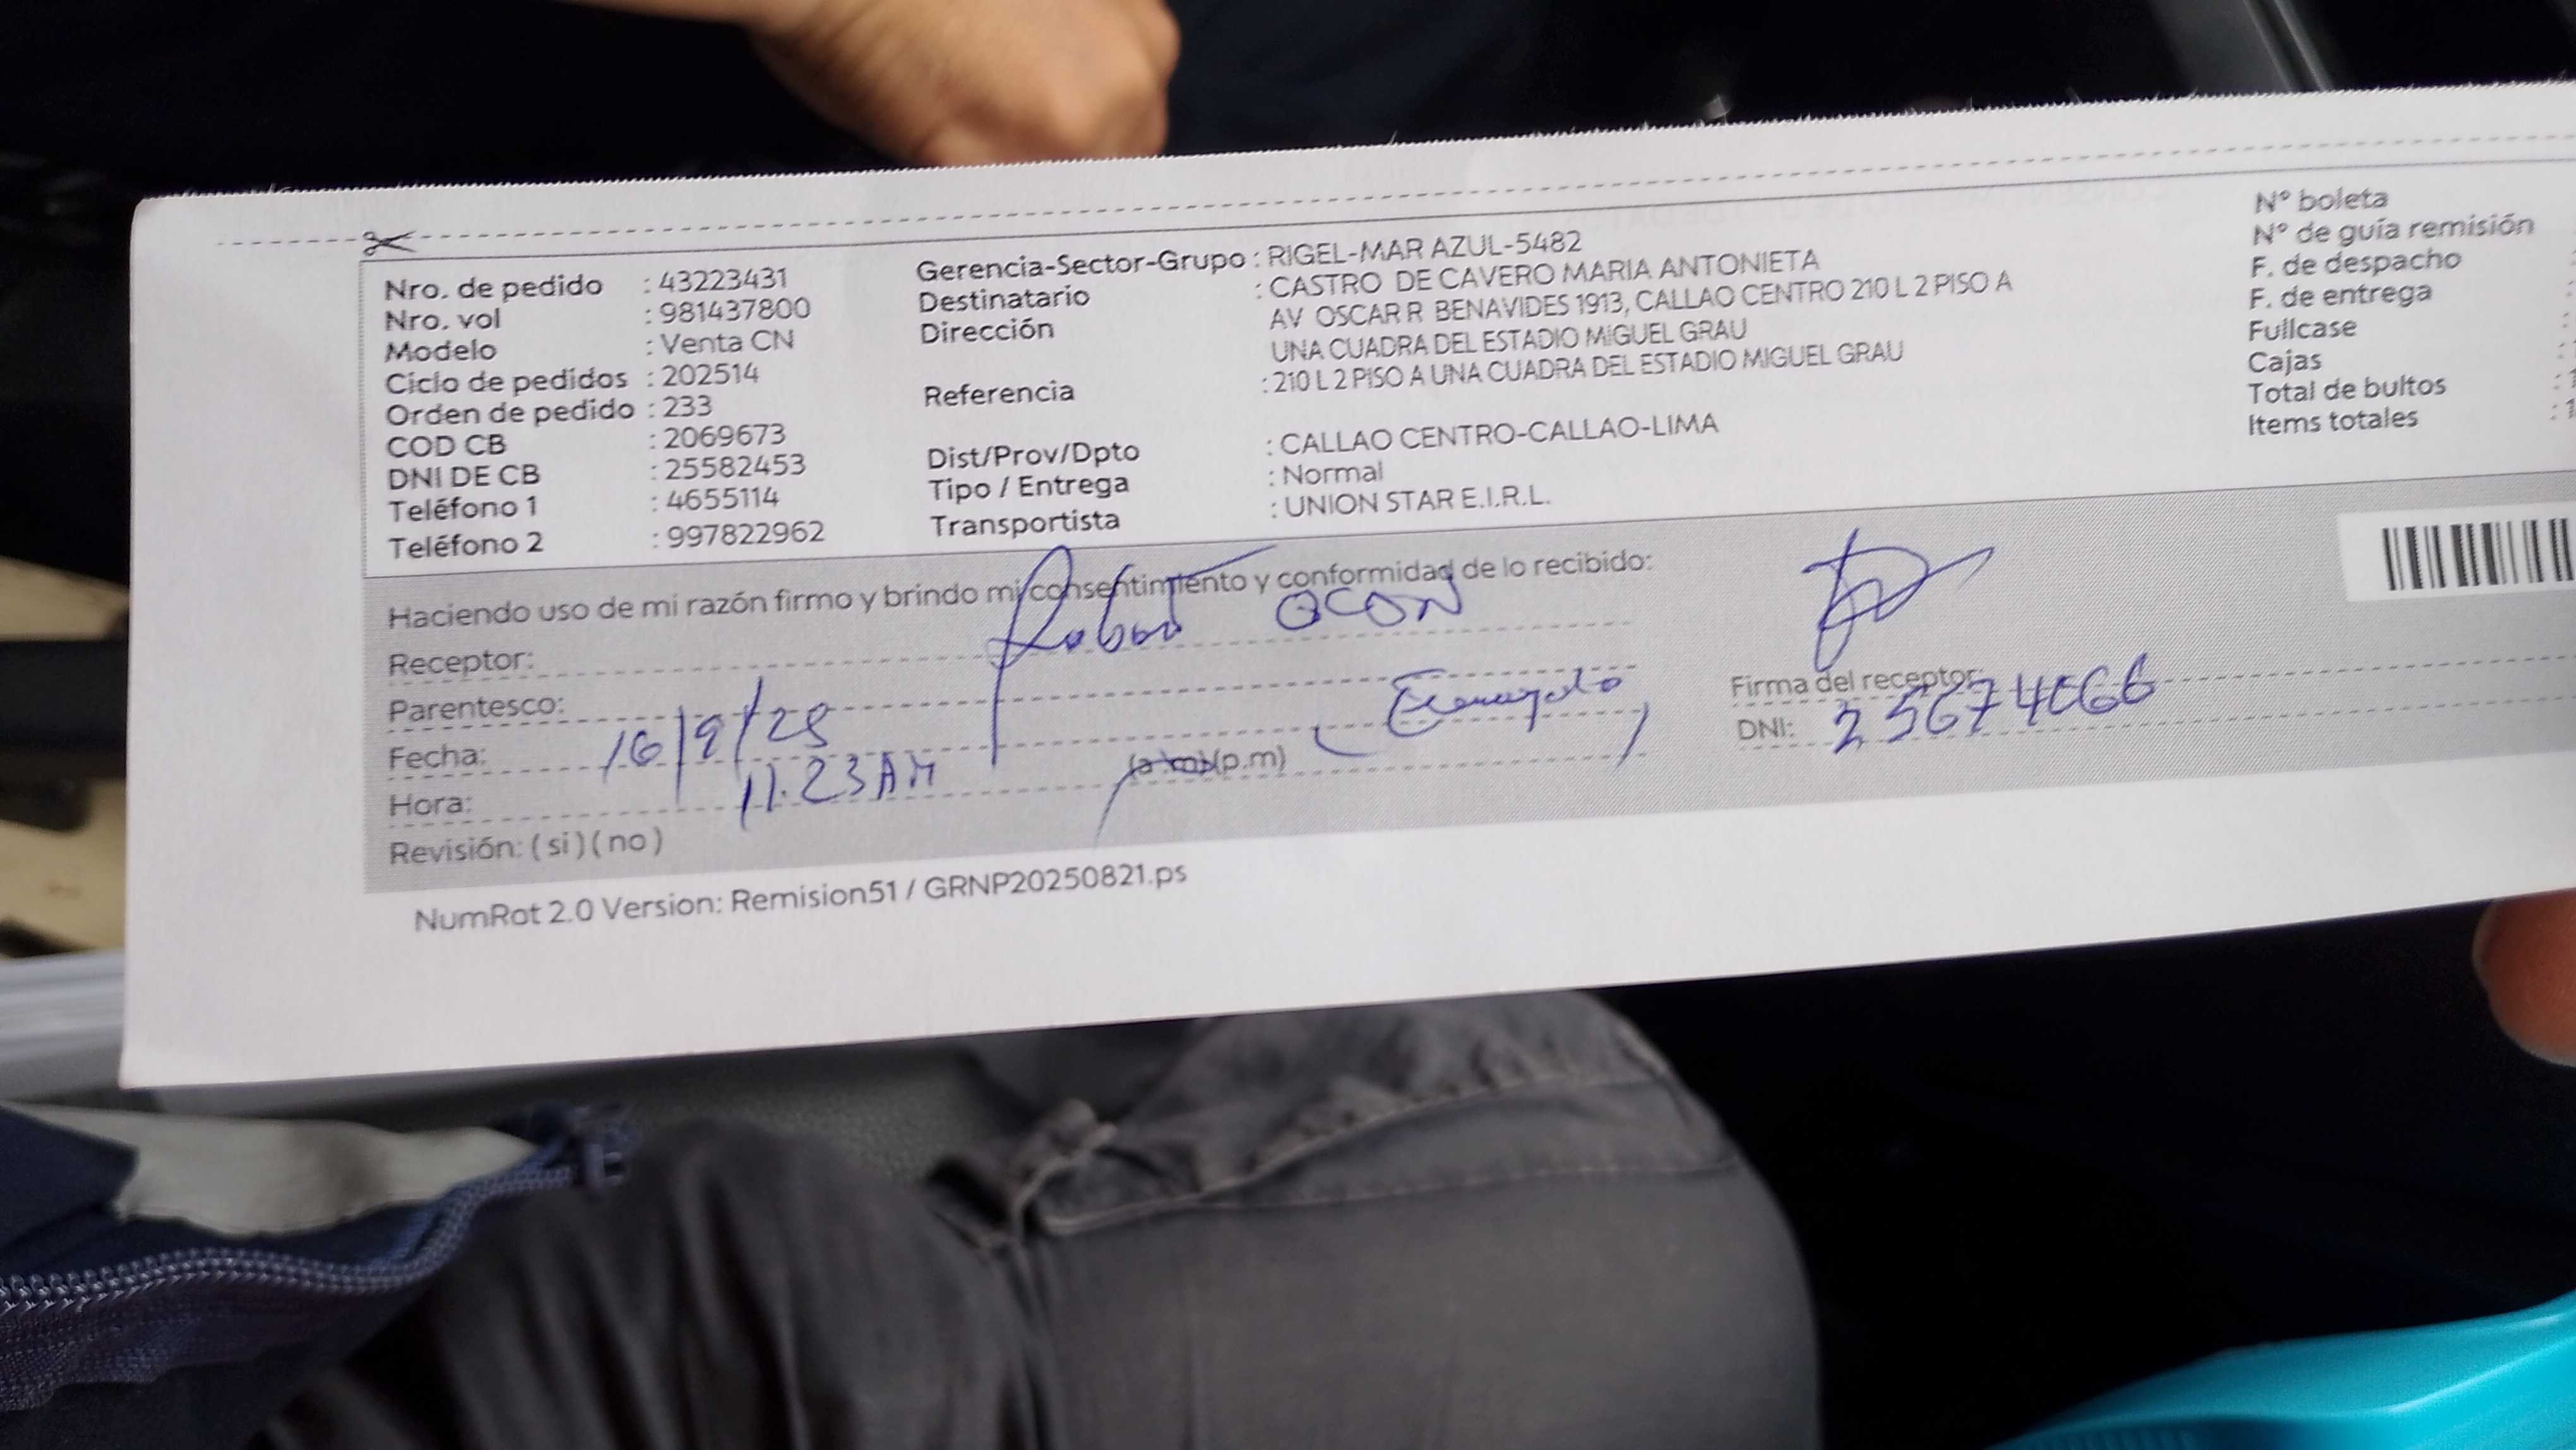 Nro. de pedido : 43223431
Nro. vol : 981437800
Modelo : Venta CN
Ciclo de pedidos : 202514
Orden de pedido : 233
COD CB : 2069673
DNI DE CB : 25582453
Teléfono 1 : 4655114
Teléfono 2 : 997822962
Gerencia-Sector-Grupo : RIGEL-MAR AZUL-5482
Destinatario : CASTRO DE CAVERO MARIA ANTONIETA
Dirección AV OSCAR R BENAVIDES 1913, CALLAO CENTRO 210 L 2 PISO A
UNA CUADRA DEL ESTADIO MIGUEL GRAU
Referencia : 210 L 2 PISO A UNA CUADRA DEL ESTADIO MIGUEL GRAU
Dist/Prov/Dpto : CALLAO CENTRO-CALLAO-LIMA
Tipo / Entrega : Normal
Transportista : UNION STAR E.I.R.L.
N° boleta
N° de guía remisión
F. de despacho
F. de entrega
Fullcase
Cajas
Total de bultos : 1
Items totales : 1
Haciendo uso de mi razón firmo y brindo mi consentimiento y conformidad de lo recibido:
Receptor: OCON
Parentesco:
Fecha: 16/9/25
Hora: 11.23 AM (a.m)(p.m)
Revisión: ( si ) ( no )
Firma del receptor:
DNI: 25674066
NumRot 2.0 Version: Remision51 / GRNP20250821.ps